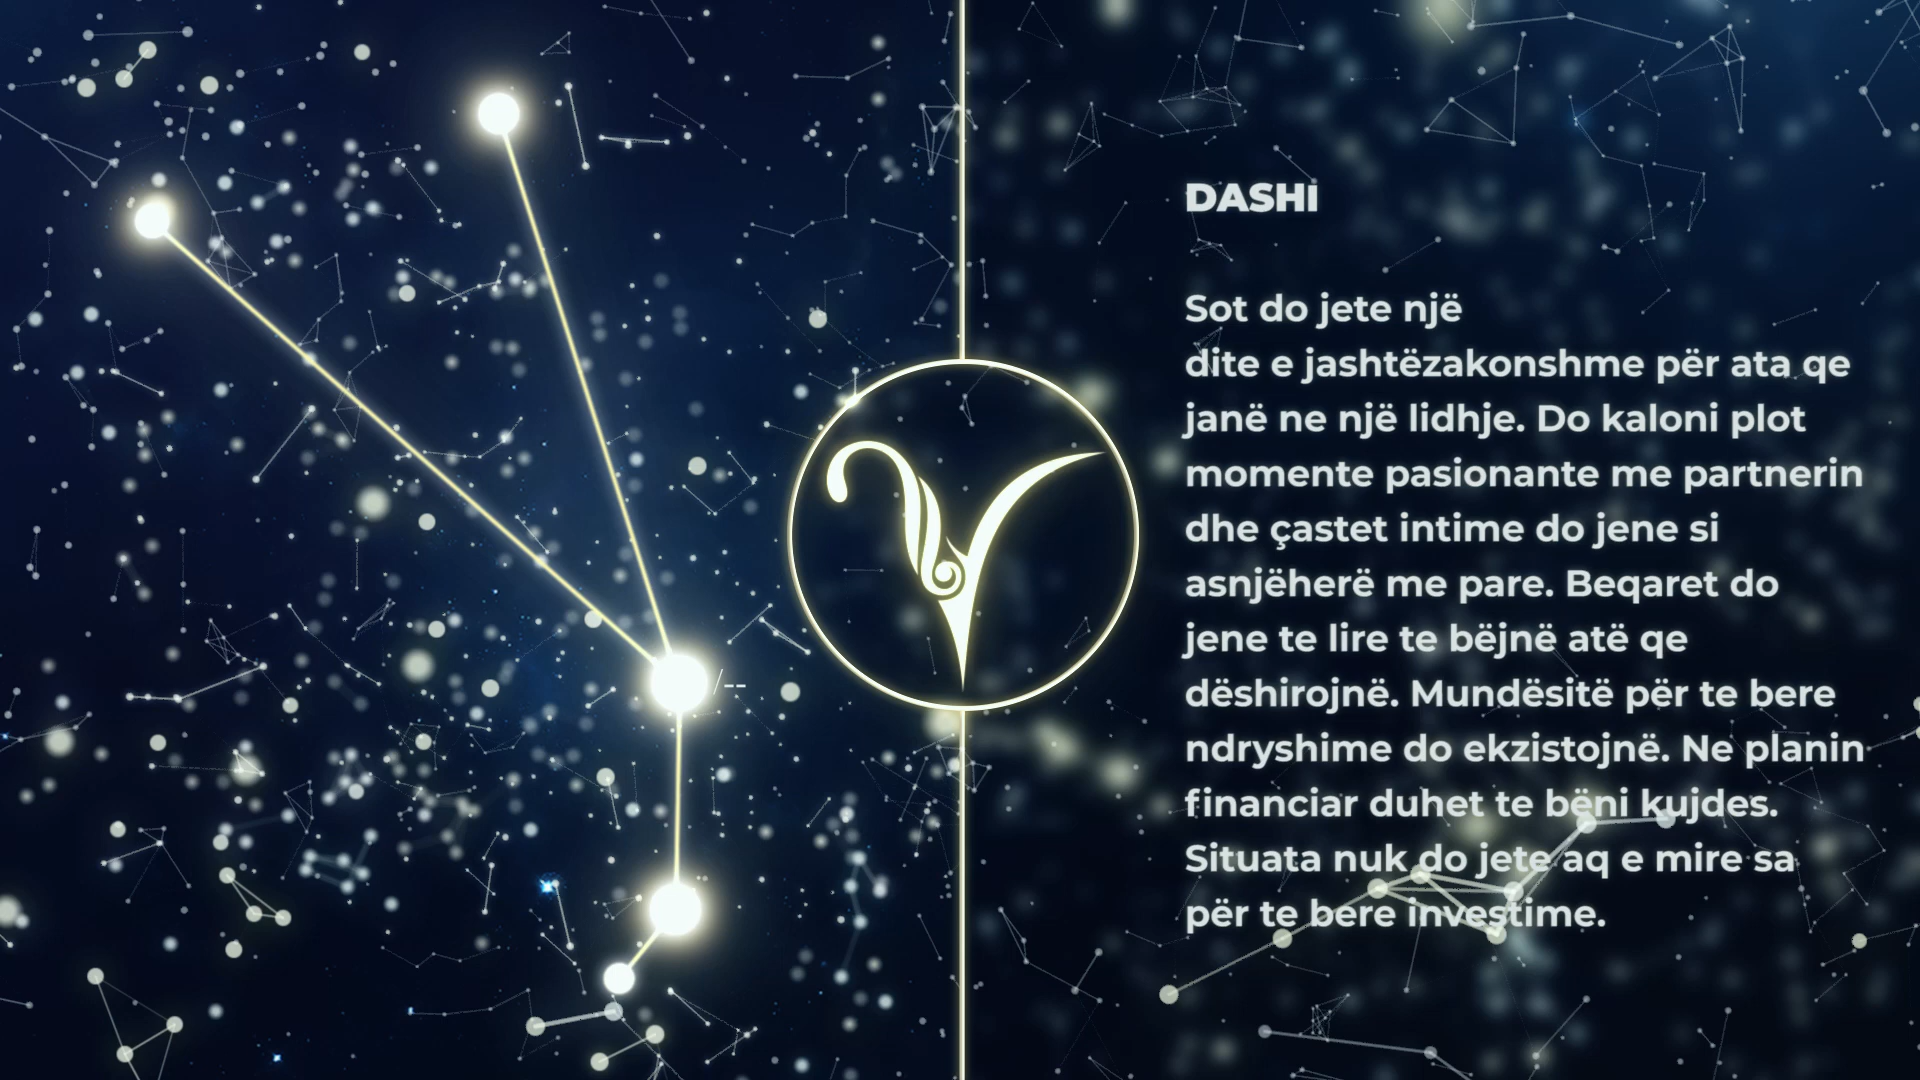 DASHI
Sot do jete një
dite e jashtëzakonshme për ata qe
janë ne një lidhje. Do kaloni plot
momente pasionante me partnerin
dhe çastet intime do jene si
asnjëherë me pare. Beqaret do
jene te lire te bëjnë atë qe
dëshirojnë. Mundësitë për te bere
ndryshime do ekzistojnë. Ne planin
financiar duhet te bëni kujdes.
Situata nuk do jete aq e mire sa
për te bere investime.